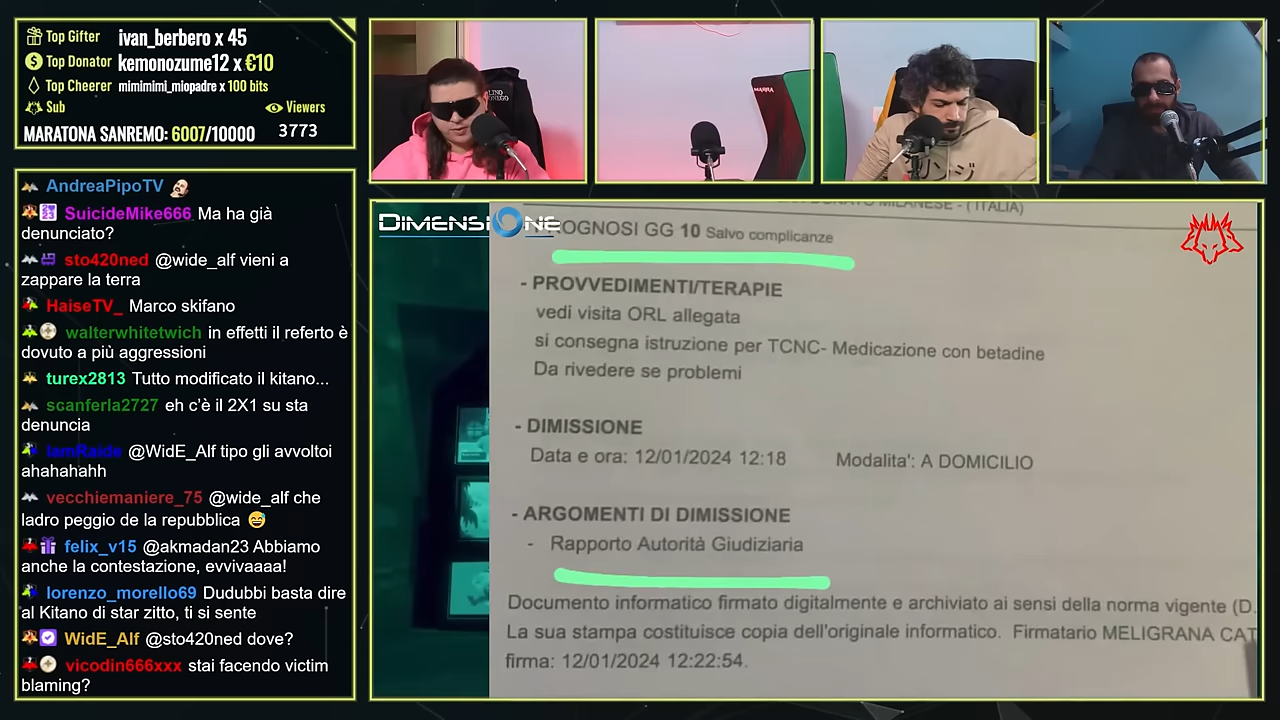 Top Gifter ivan_berbero x 45
Top Donator kemonozume12 x €10
Top Cheerer mimimimi_miopadre x 100 bits
Sub Viewers
MARATONA SANREMO: 6007/10000 3773
AndreaPipoTV
SuicideMike666 Ma ha già
denunciato?
sto420ned @wide_alf vieni a
zappare la terra
HaiseTV_ Marco skifano
walterwhitetwich in effetti il referto è
dovuto a più aggressioni
turex2813 Tutto modificato il kitano...
scanferla2727 eh c'è il 2X1 su sta
denuncia
IamRaide @WidE_Alf tipo gli avvoltoi
ahahahahh
vecchiemaniere_75 @wide_alf che
ladro peggio de la repubblica
felix_v15 @akmadan23 Abbiamo
anche la contestazione, evvivaaaa!
lorenzo_morello69 Dudubbi basta dire
al Kitano di star zitto, ti si sente
WidE_Alf @sto420ned dove?
vicodin666xxx stai facendo victim
blaming?
DIMENSIONE
MILANESE - (ITALIA)
ROGNOSI GG 10 Salvo complicanze
- PROVVEDIMENTI/TERAPIE
vedi visita ORL allegata
si consegna istruzione per TCNC- Medicazione con betadine
Da rivedere se problemi
- DIMISSIONE
Data e ora: 12/01/2024 12:18 Modalita': A DOMICILIO
- ARGOMENTI DI DIMISSIONE
- Rapporto Autorità Giudiziaria
Documento informatico firmato digitalmente e archiviato ai sensi della norma vigente (D.
La sua stampa costituisce copia dell'originale informatico. Firmatario MELIGRANA CAT
firma: 12/01/2024 12:22:54.